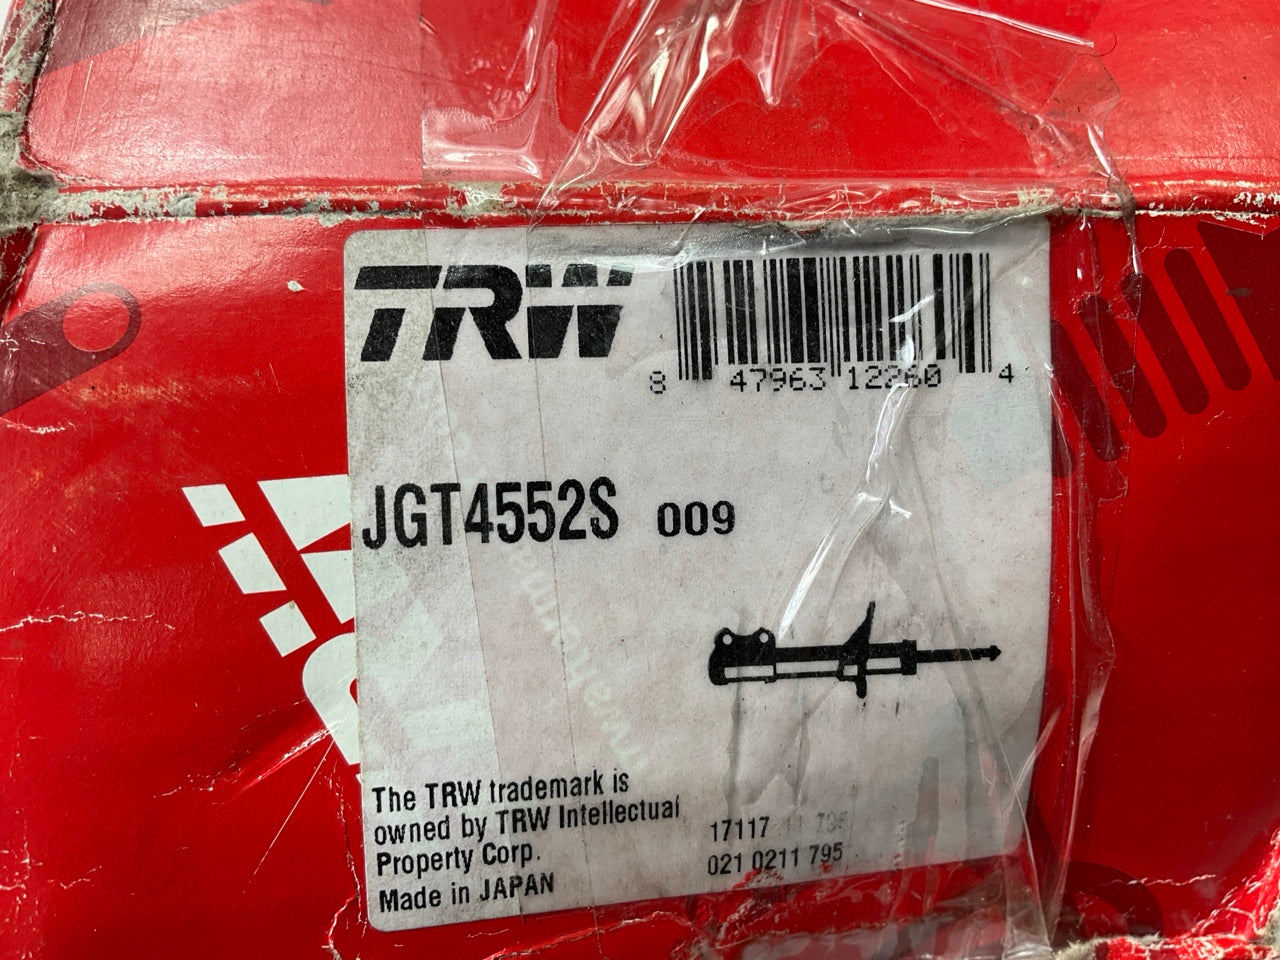 TRW
8 47963 12260 4
JGT4552S 009
The TRW trademark is
owned by TRW Intellectual
Property Corp.
Made in JAPAN
17117
021 0211 795